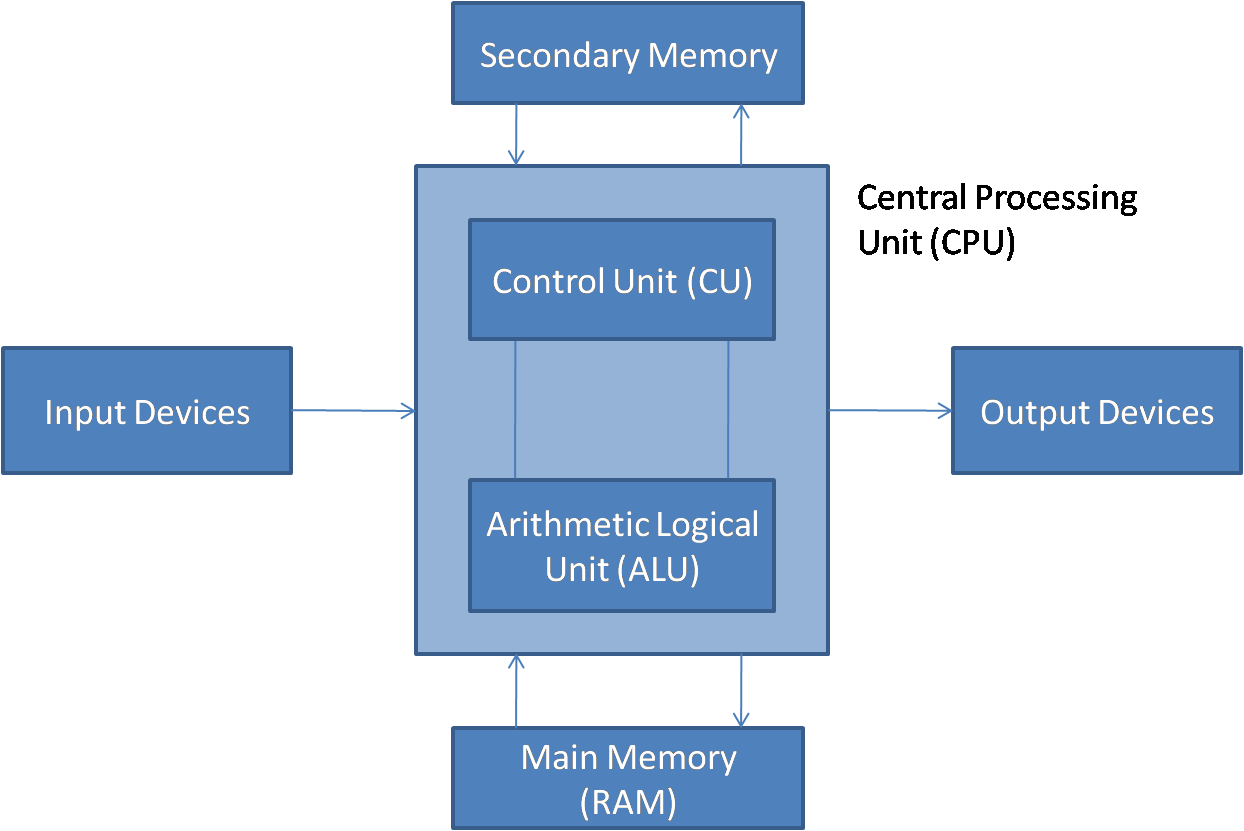 Secondary Memory
Central Processing
Unit (CPU)
Control Unit (CU)
Input Devices
Output Devices
Arithmetic Logical
Unit (ALU)
Main Memory
(RAM)